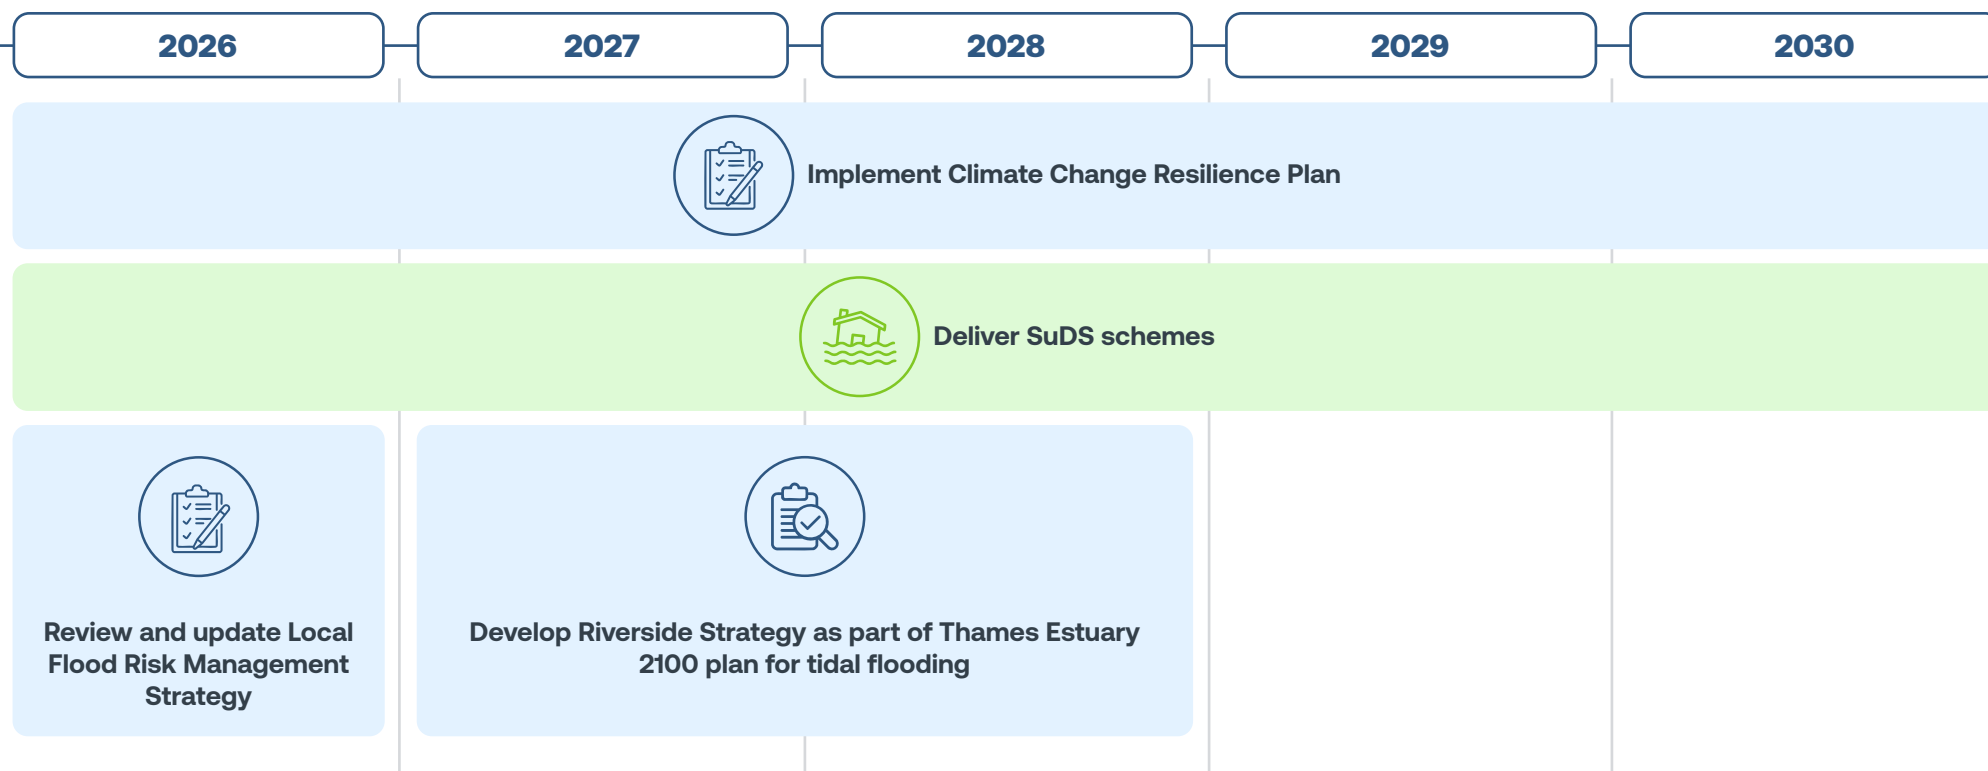 2026
2027
2028
2029
2030
Implement Climate Change Resilience Plan
Deliver SuDS schemes
Review and update Local
Flood Risk Management
Strategy
Develop Riverside Strategy as part of Thames Estuary
2100 plan for tidal flooding